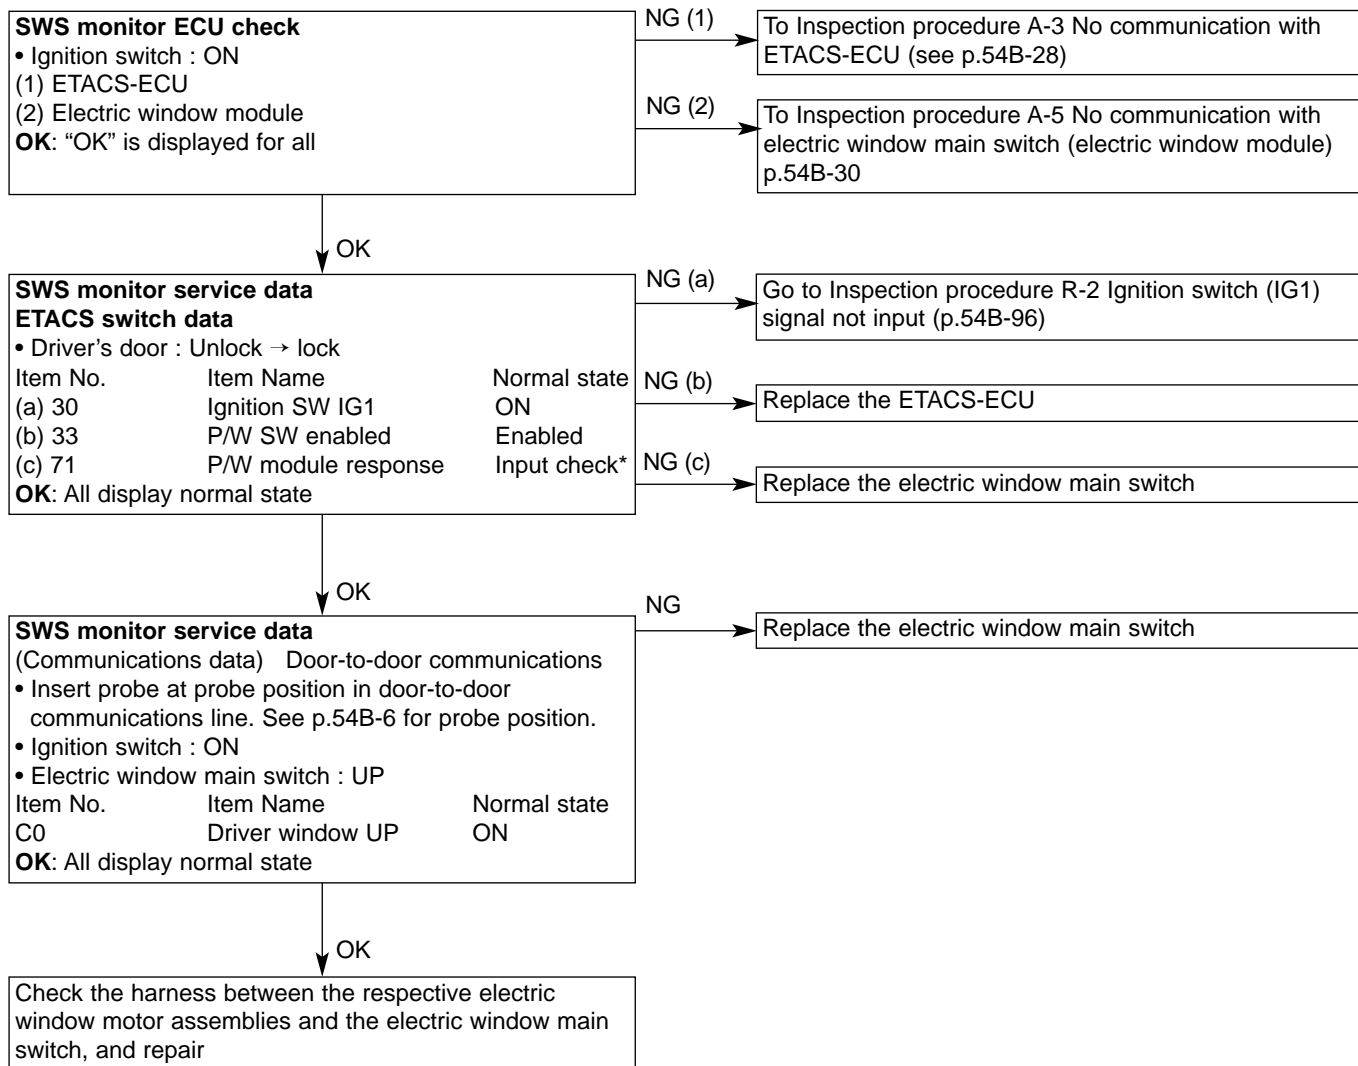 SWS monitor ECU check
• Ignition switch : ON
(1) ETACS-ECU
(2) Electric window module
OK: “OK” is displayed for all
NG (1)
To Inspection procedure A-3 No communication with
ETACS-ECU (see p.54B-28)
NG (2)
To Inspection procedure A-5 No communication with
electric window main switch (electric window module)
p.54B-30
OK
SWS monitor service data
ETACS switch data
• Driver’s door : Unlock → lock
Item No. Item Name Normal state
(a) 30 Ignition SW IG1 ON
(b) 33 P/W SW enabled Enabled
(c) 71 P/W module response Input check*
OK: All display normal state
NG (a)
Go to Inspection procedure R-2 Ignition switch (IG1)
signal not input (p.54B-96)
NG (b)
Replace the ETACS-ECU
NG (c)
Replace the electric window main switch
OK
SWS monitor service data
(Communications data) Door-to-door communications
• Insert probe at probe position in door-to-door
communications line. See p.54B-6 for probe position.
• Ignition switch : ON
• Electric window main switch : UP
Item No. Item Name Normal state
C0 Driver window UP ON
OK: All display normal state
NG
Replace the electric window main switch
OK
Check the harness between the respective electric
window motor assemblies and the electric window main
switch, and repair